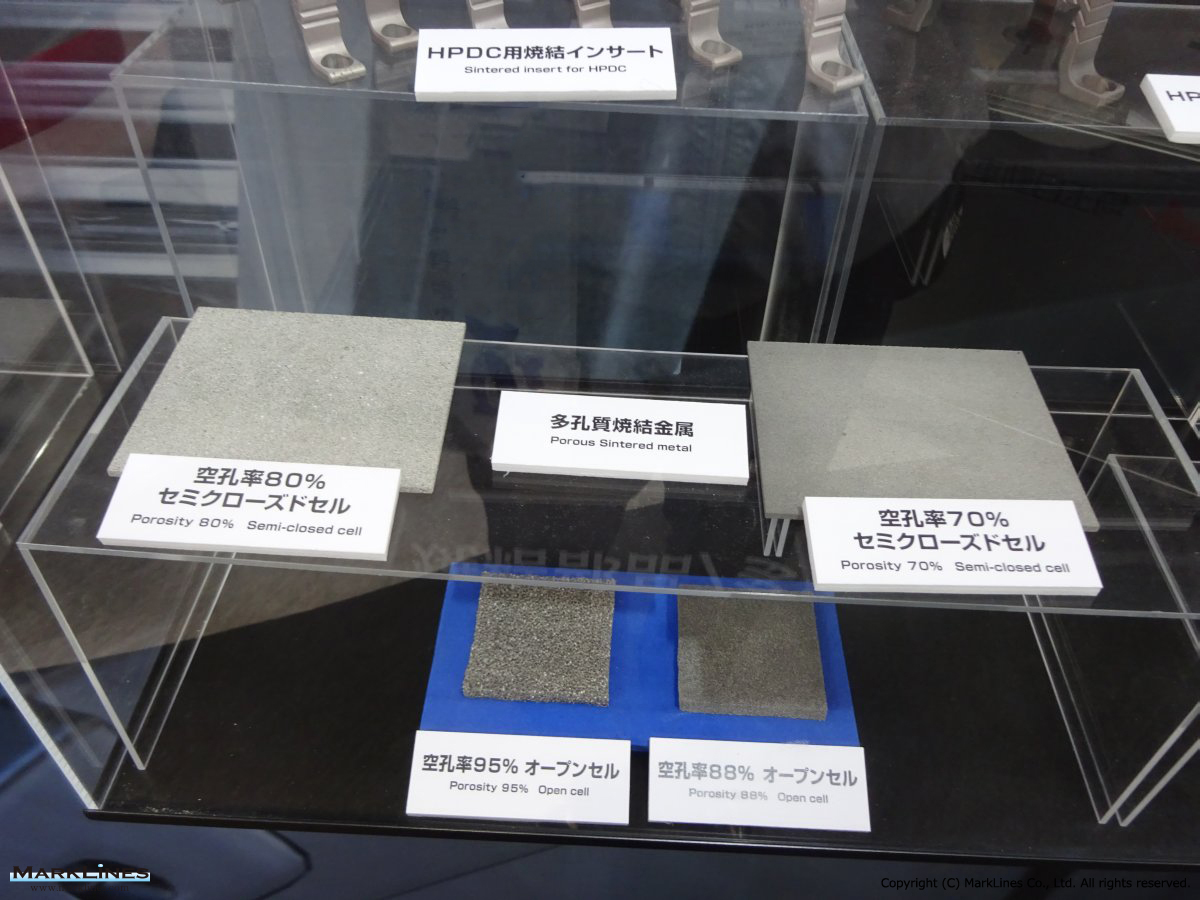 HPDC用焼結インサート
Sintered insert for HPDC
HP
多孔質焼結金属
Porous Sintered metal
空孔率80%
セミクローズドセル
Porosity 80% Semi-closed cell
空孔率70%
セミクローズドセル
Porosity 70% Semi-closed cell
空孔率95% オープンセル
Porosity 95% Open cell
空孔率88% オープンセル
Porosity 88% Open cell
MARKLINES
Copyright (C) MarkLines Co., Ltd. All rights reserved.